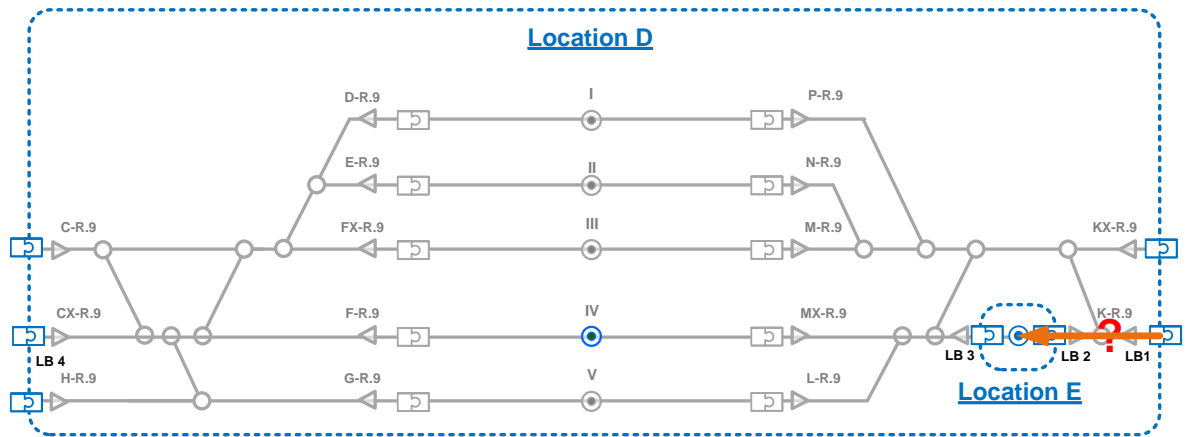 Location D
D-R.9
I
P-R.9
E-R.9
II
N-R.9
C-R.9
FX-R.9
III
M-R.9
KX-R.9
CX-R.9
F-R.9
IV
MX-R.9
K-R.9
?
LB 4
LB 3
LB 2
LB1
H-R.9
G-R.9
V
L-R.9
Location E